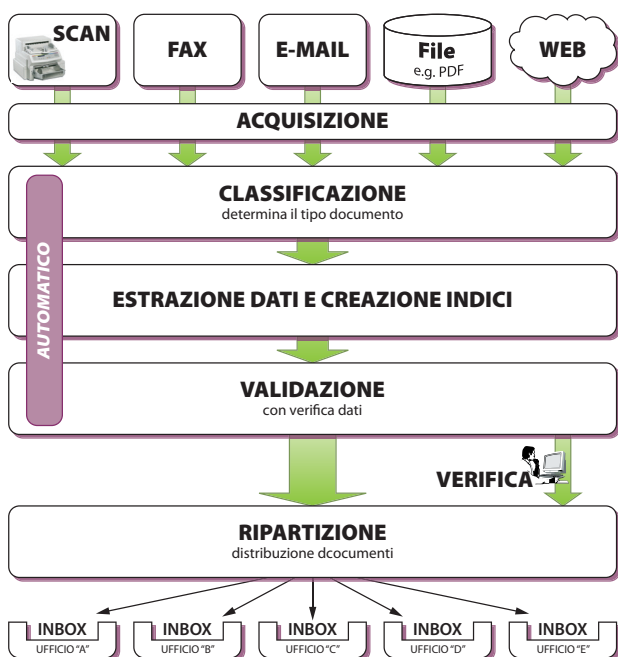 SCAN
FAX
E-MAIL
File
e.g. PDF
WEB
ACQUISIZIONE
CLASSIFICAZIONE
determina il tipo documento
AUTOMATICO
ESTRAZIONE DATI E CREAZIONE INDICI
VALIDAZIONE
con verifica dati
VERIFICA
RIPARTIZIONE
distribuzione dcocumenti
INBOX
UFFICIO "A"
INBOX
UFFICIO "B"
INBOX
UFFICIO "C"
INBOX
UFFICIO "D"
INBOX
UFFICIO "E"